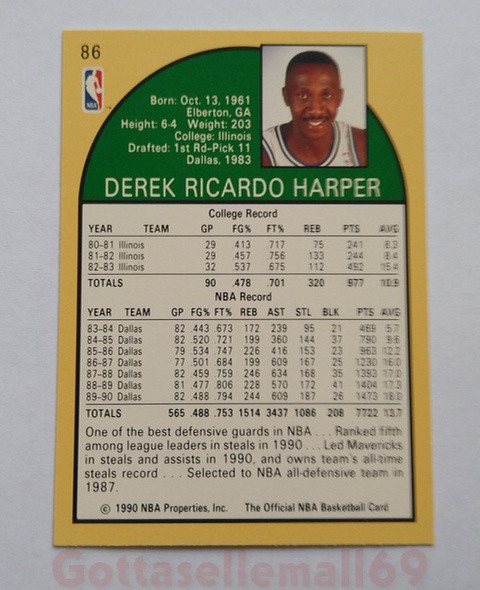 86
NBA
Born: Oct. 13, 1961
Elberton, GA
Height: 6-4 Weight: 203
College: Illinois
Drafted: 1st Rd-Pick 11
Dallas, 1983
DEREK RICARDO HARPER
College Record
YEAR TEAM GP FG% FT% REB PTS AVG
80-81 Illinois 29 .413 .717 75 241 8.3
81-82 Illinois 29 .457 .756 133 244 8.4
82-83 Illinois 32 .537 .675 112 492 15.4
TOTALS 90 .478 .701 320 977 10.9
NBA Record
YEAR TEAM GP FG% FT% REB AST STL BLK PTS AVG
83-84 Dallas 82 .443 .673 172 239 95 21 469 5.7
84-85 Dallas 82 .520 .721 199 360 144 37 790 9.6
85-86 Dallas 79 .534 .747 226 416 153 23 963 12.2
86-87 Dallas 77 .501 .684 199 609 167 25 1230 16.0
87-88 Dallas 82 .459 .759 246 634 168 35 1393 17.0
88-89 Dallas 81 .477 .806 228 570 172 41 1404 17.3
89-90 Dallas 82 .488 .794 244 609 187 26 1473 18.0
TOTALS 565 .488 .753 1514 3437 1086 208 7722 13.7
One of the best defensive guards in NBA . . . Ranked fifth
among league leaders in steals in 1990 . . . Led Mavericks
in steals and assists in 1990, and owns team's all-time
steals record . . . Selected to NBA all-defensive team in
1987.
© 1990 NBA Properties, Inc. The Official NBA Basketball Card
Gottasellemall69